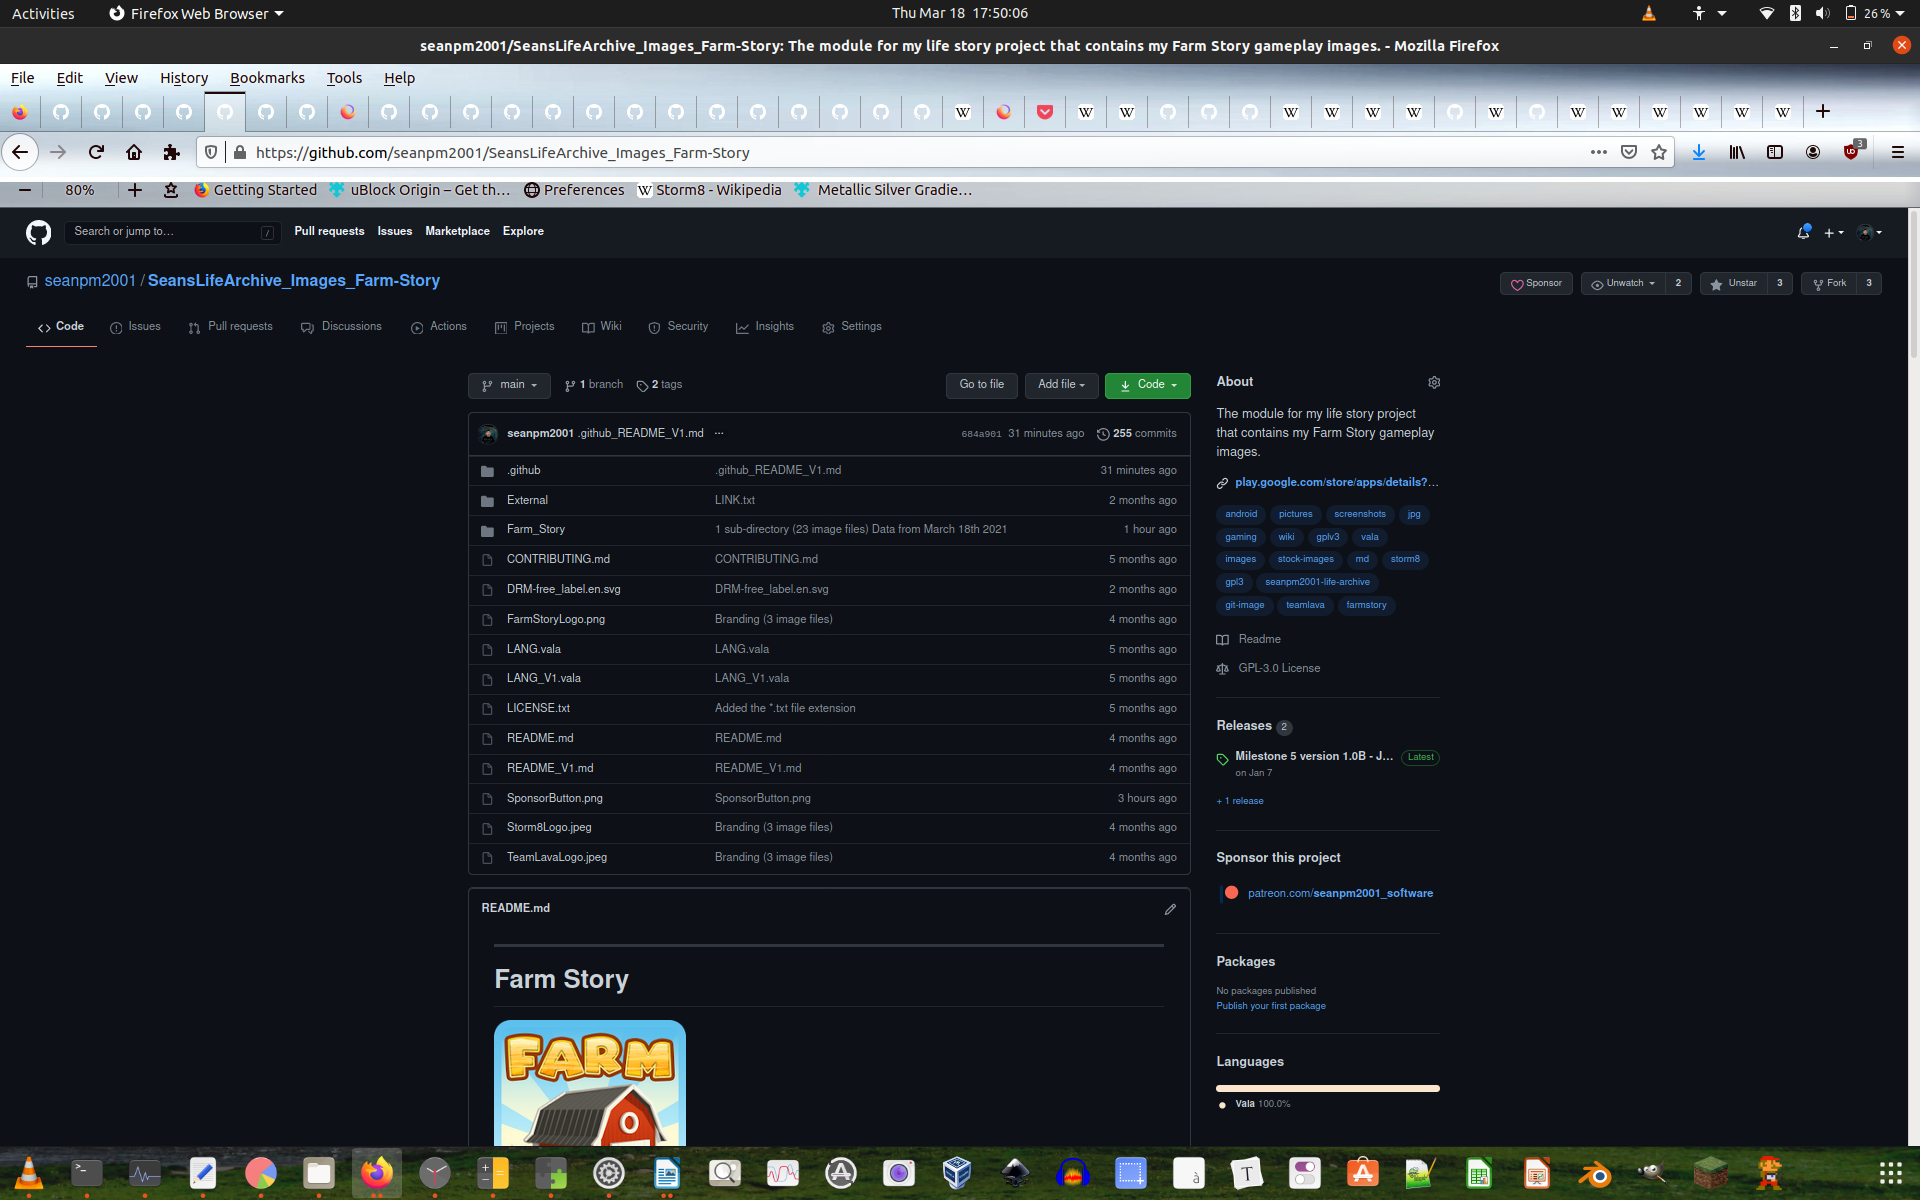 Activities Firefox Web Browser Thu Mar 18 17:50:06 26 %
seanpm2001/SeansLifeArchive_Images_Farm-Story: The module for my life story project that contains my Farm Story gameplay images. - Mozilla Firefox
File Edit View History Bookmarks Tools Help
https://github.com/seanpm2001/SeansLifeArchive_Images_Farm-Story 3
80% Getting Started uBlock Origin – Get th… Preferences Storm8 - Wikipedia Metallic Silver Gradie…
Search or jump to… / Pull requests Issues Marketplace Explore
seanpm2001 / SeansLifeArchive_Images_Farm-Story Sponsor Unwatch 2 Unstar 3 Fork 3
Code Issues Pull requests Discussions Actions Projects Wiki Security Insights Settings
main 1 branch 2 tags Go to file Add file Code
seanpm2001 .github_README_V1.md ··· 684a901 31 minutes ago 255 commits
.github .github_README_V1.md 31 minutes ago
External LINK.txt 2 months ago
Farm_Story 1 sub-directory (23 image files) Data from March 18th 2021 1 hour ago
CONTRIBUTING.md CONTRIBUTING.md 5 months ago
DRM-free_label.en.svg DRM-free_label.en.svg 2 months ago
FarmStoryLogo.png Branding (3 image files) 4 months ago
LANG.vala LANG.vala 5 months ago
LANG_V1.vala LANG_V1.vala 5 months ago
LICENSE.txt Added the *.txt file extension 5 months ago
README.md README.md 4 months ago
README_V1.md README_V1.md 4 months ago
SponsorButton.png SponsorButton.png 3 hours ago
Storm8Logo.jpeg Branding (3 image files) 4 months ago
TeamLavaLogo.jpeg Branding (3 image files) 4 months ago
README.md
Farm Story
FARM
About
The module for my life story project
that contains my Farm Story gameplay
images.
play.google.com/store/apps/details?…
android pictures screenshots jpg
gaming wiki gplv3 vala
images stock-images md storm8
gpl3 seanpm2001-life-archive
git-image teamlava farmstory
Readme
GPL-3.0 License
Releases 2
Milestone 5 version 1.0B - J… Latest
on Jan 7
+ 1 release
Sponsor this project
patreon.com/seanpm2001_software
Packages
No packages published
Publish your first package
Languages
Vala 100.0%